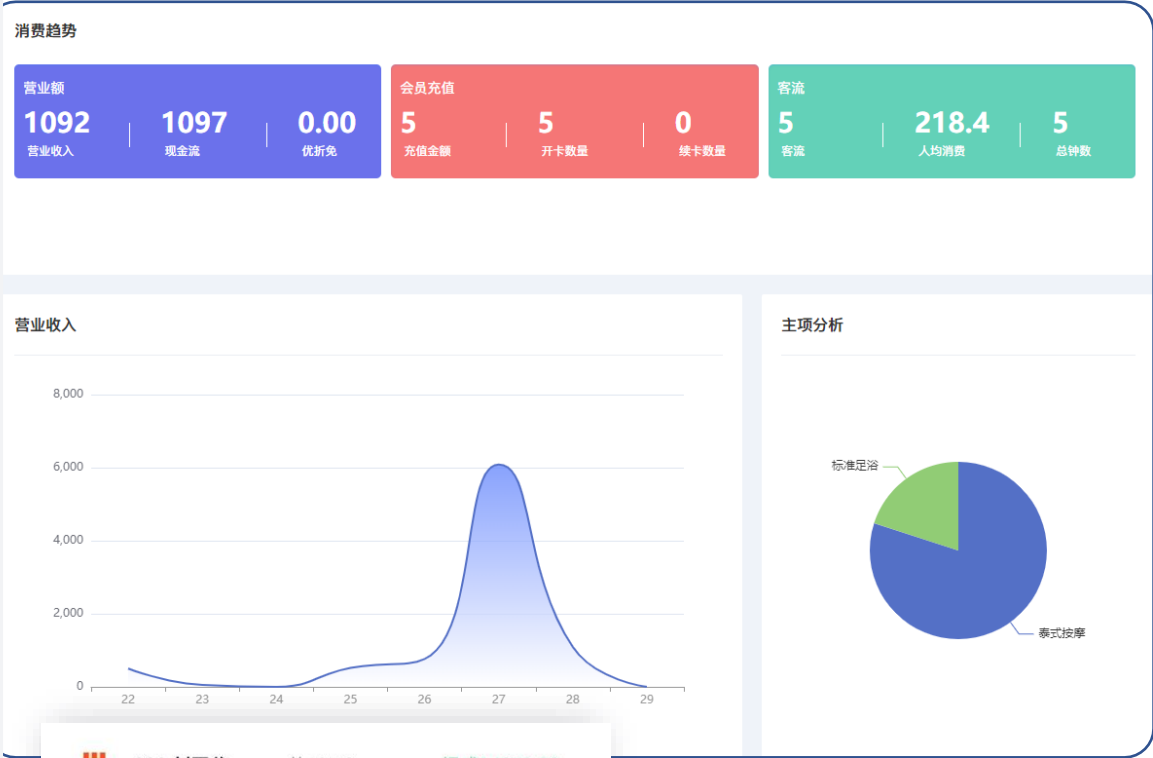 消费趋势
营业额
1092 1097 0.00
营业收入 现金流 优折免
会员充值
5 5 0
充值金额 开卡数量 续卡数量
客流
5 218.4 5
客流 人均消费 总钟数
营业收入
8,000
6,000
4,000
2,000
0
22 23 24 25 26 27 28 29
主项分析
标准足浴
泰式按摩